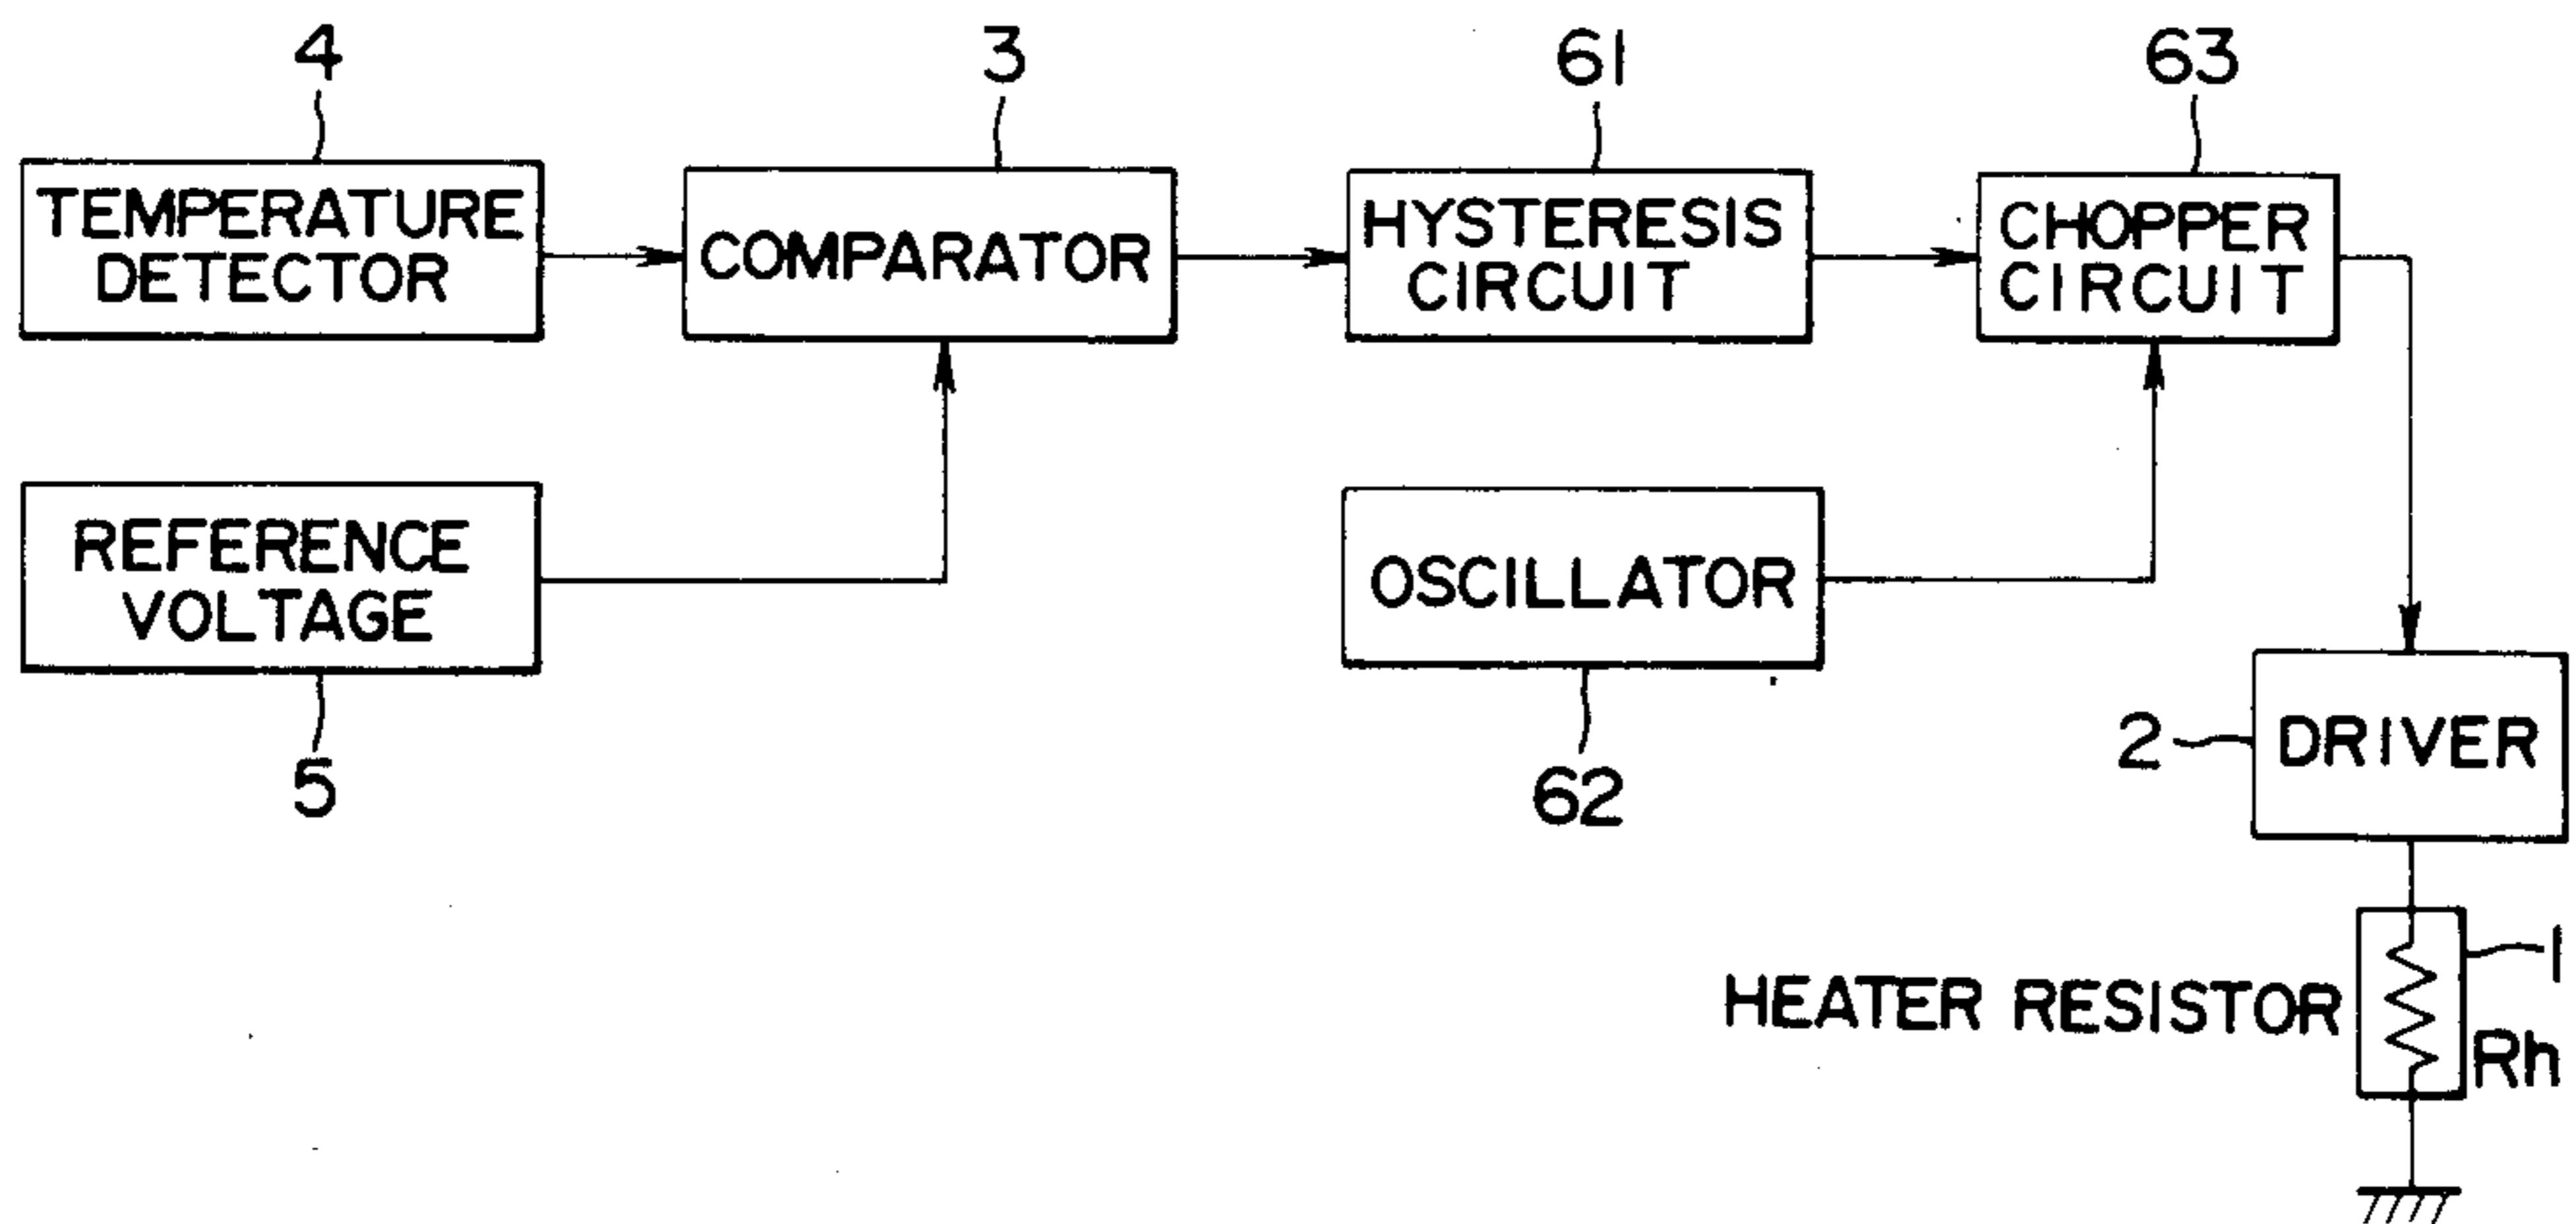 4
3
61
63
TEMPERATURE
DETECTOR
COMPARATOR
HYSTERESIS
CIRCUIT
CHOPPER
CIRCUIT
REFERENCE
VOLTAGE
OSCILLATOR
5
62
2
DRIVER
HEATER RESISTOR
1
Rh